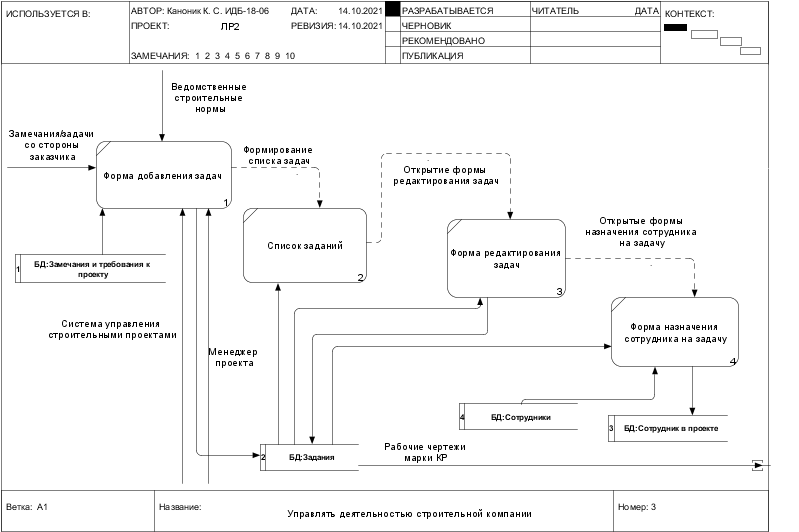 ИСПОЛЬЗУЕТСЯ В:
АВТОР: Каноник К. С. ИДБ-18-06
ДАТА: 14.10.2021
ПРОЕКТ: ЛР2
РЕВИЗИЯ: 14.10.2021
ЗАМЕЧАНИЯ: 1 2 3 4 5 6 7 8 9 10
РАЗРАБАТЫВАЕТСЯ
ЧЕРНОВИК
РЕКОМЕНДОВАНО
ПУБЛИКАЦИЯ
ЧИТАТЕЛЬ
ДАТА
КОНТЕКСТ:
Ведомственные
строительные
нормы
Замечания/задачи
со стороны
заказчика
Форма добавления задач
1
Формирование
списка задач
Открытие формы
редактирования задач
Список заданий
2
Открытые формы
назначения сотрудника
на задачу
Форма редактирования
задач
3
1
БД:Замечания и требования к
проекту
Форма назначения
сотрудника на задачу
4
Система управления
строительными проектами
Менеджер
проекта
4
БД:Сотрудники
3
БД:Сотрудник в проекте
2
БД:Задания
Рабочие чертежи
марки КР
Ветка: А1
Название:
Управлять деятельностью строительной компании
Номер: 3